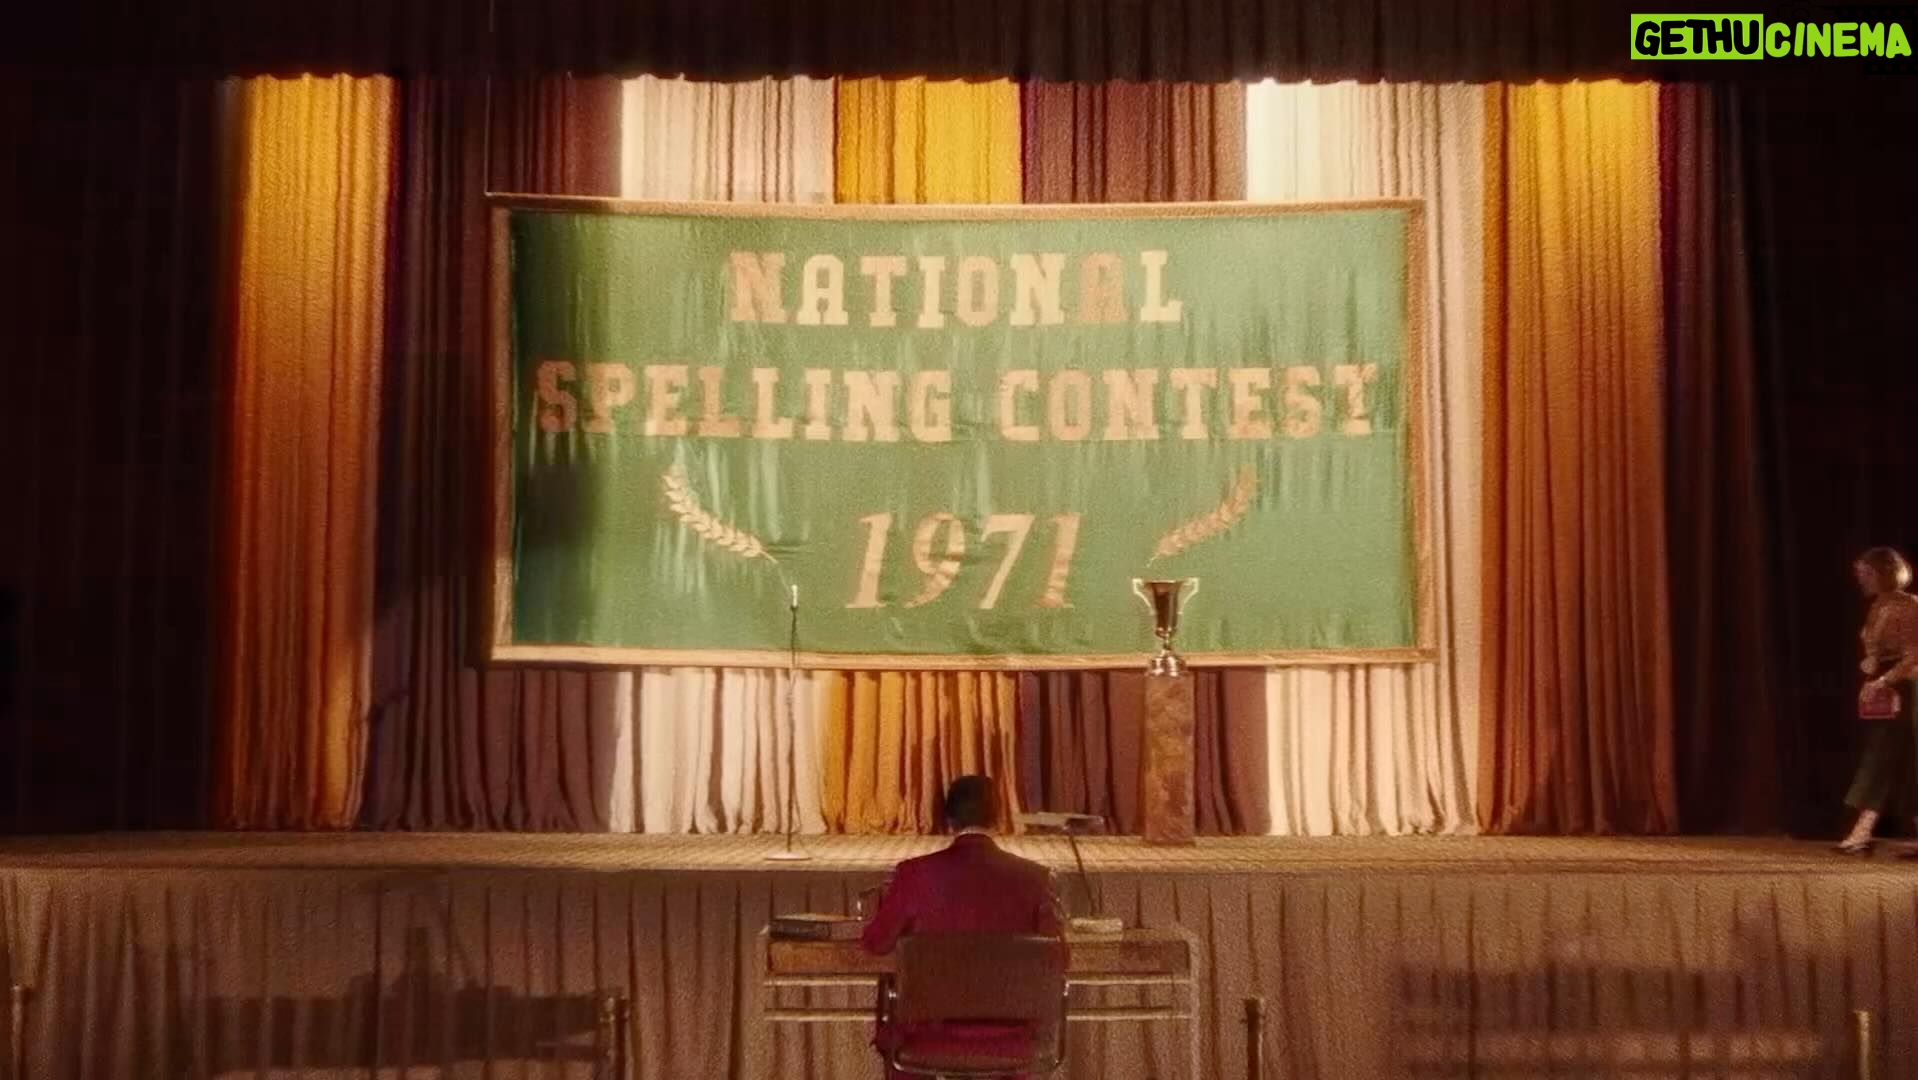 GETHUCINEMA
NATIONAL
SPELLING CONTEST
1971